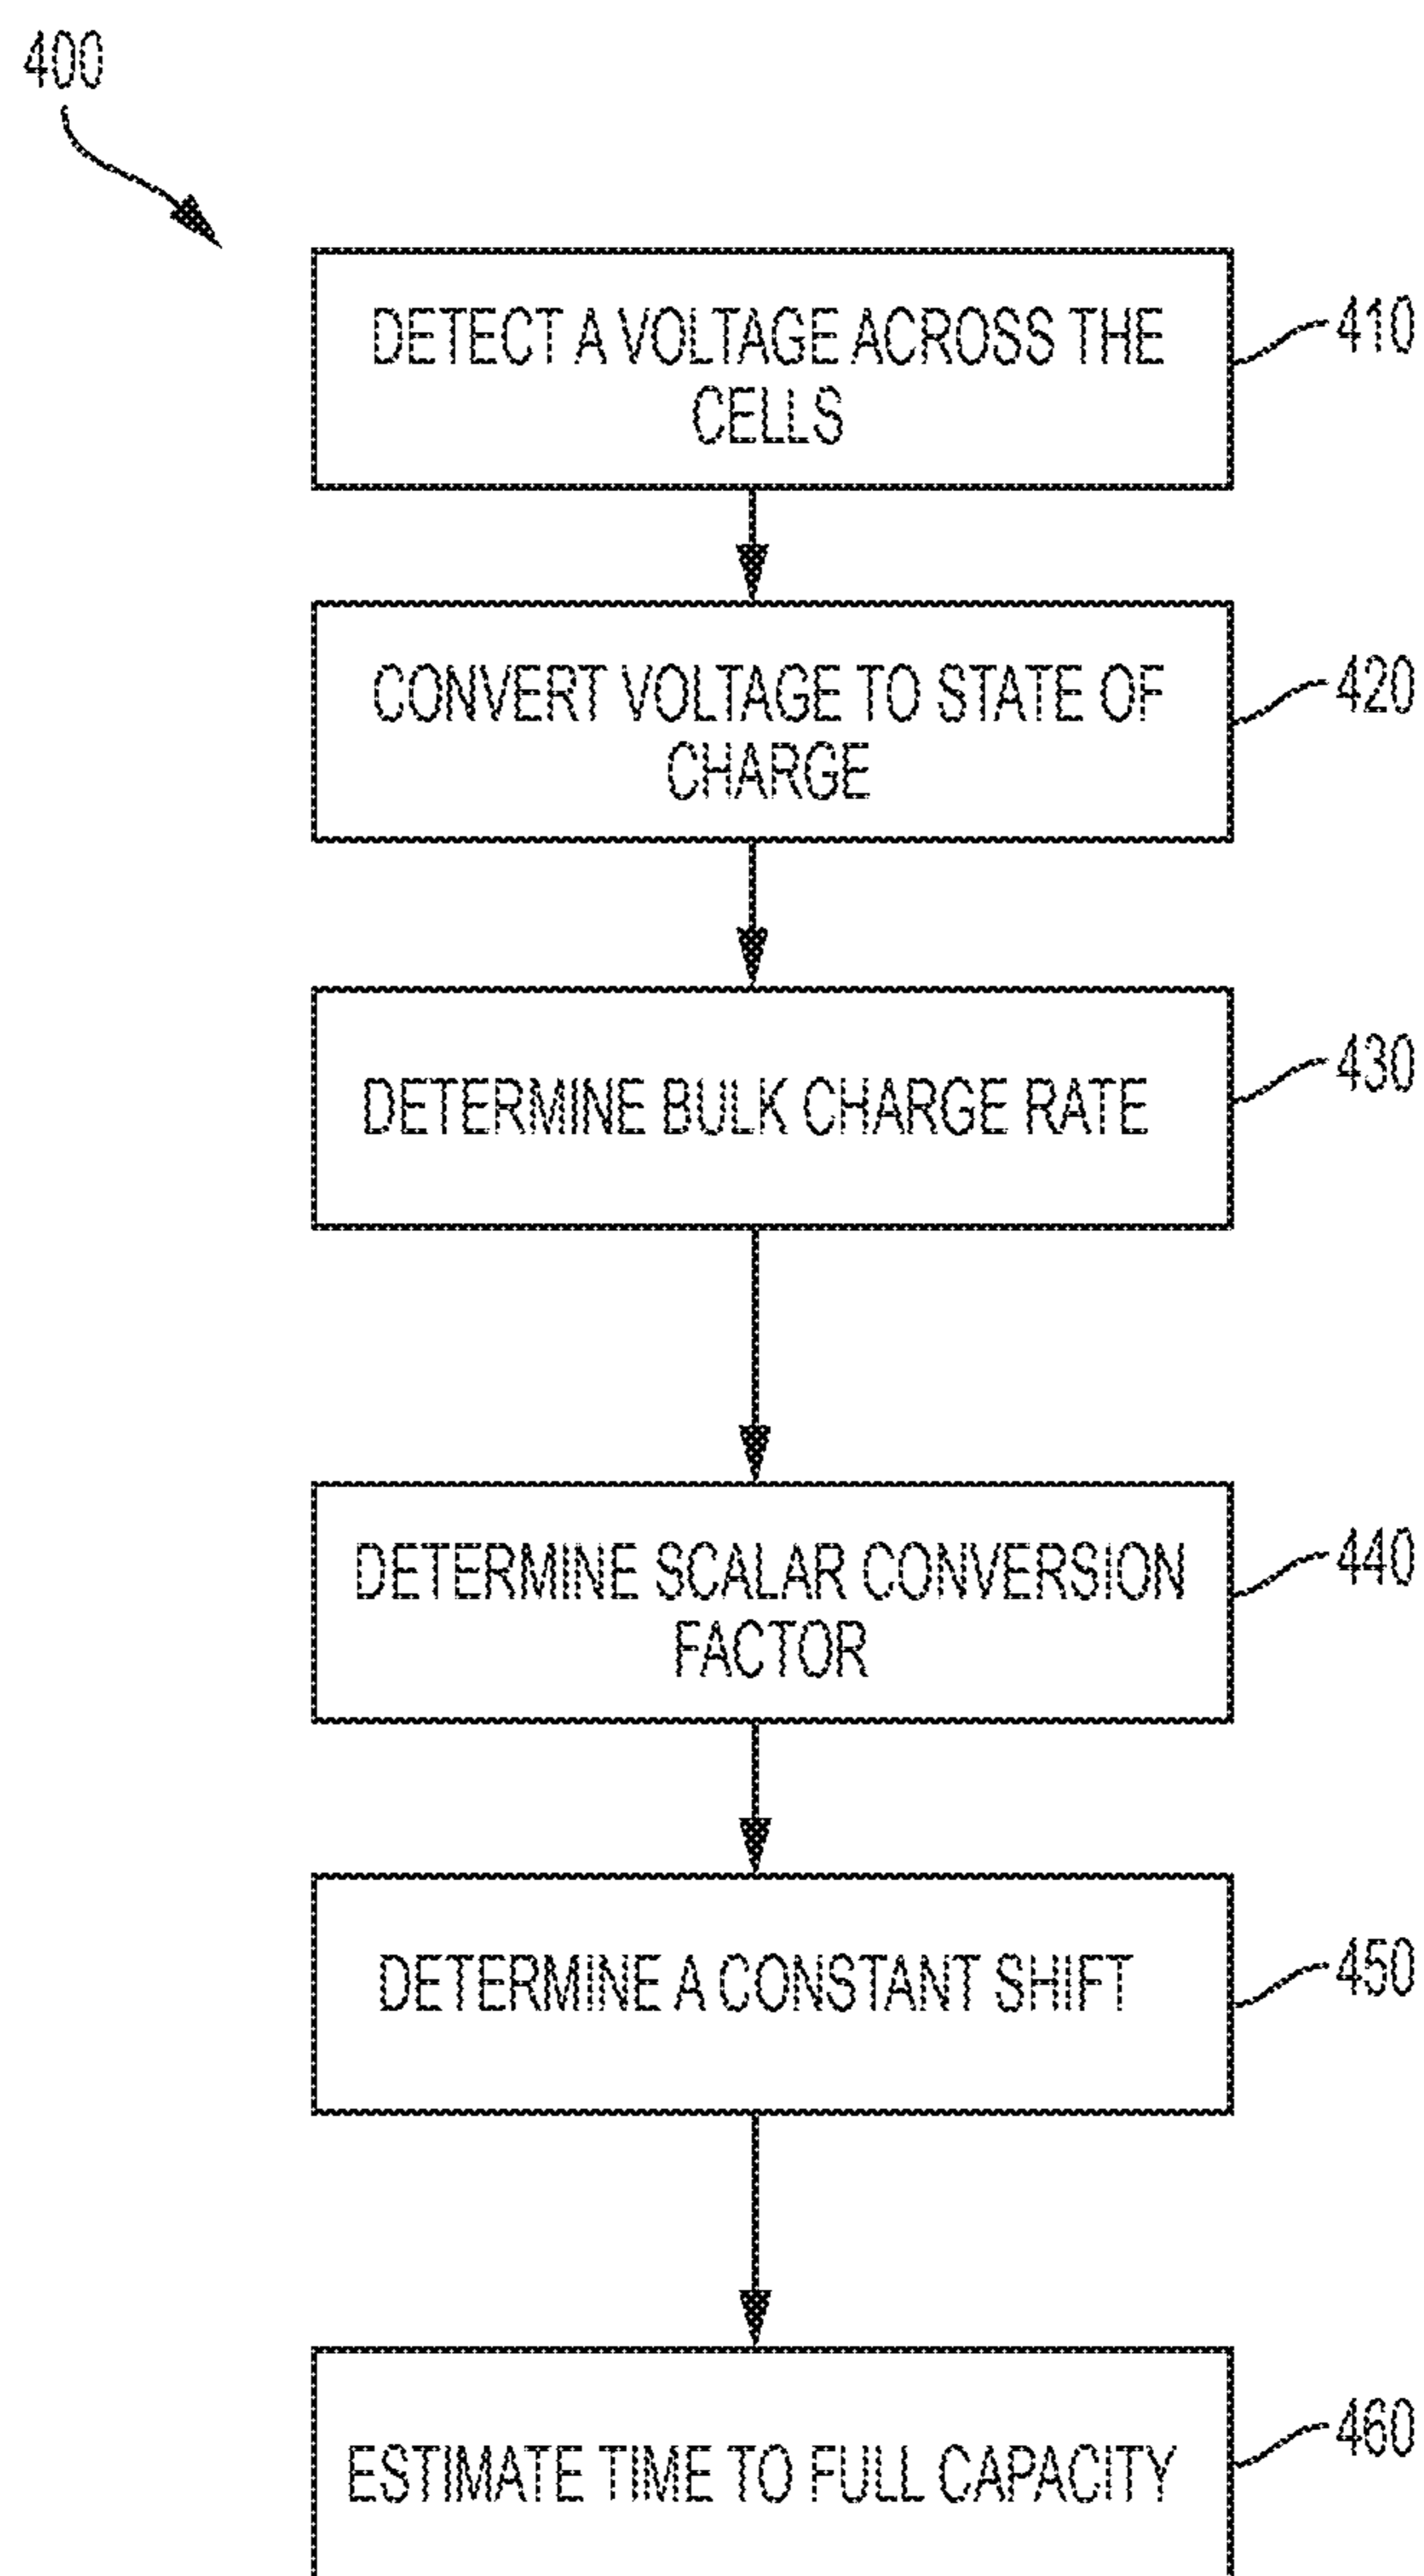 400
DETECT A VOLTAGE ACROSS THE
CELLS
410
CONVERT VOLTAGE TO STATE OF
CHARGE
420
DETERMINE BULK CHARGE RATE
430
DETERMINE SCALAR CONVERSION
FACTOR
440
DETERMINE A CONSTANT SHIFT
450
ESTIMATE TIME TO FULL CAPACITY
460